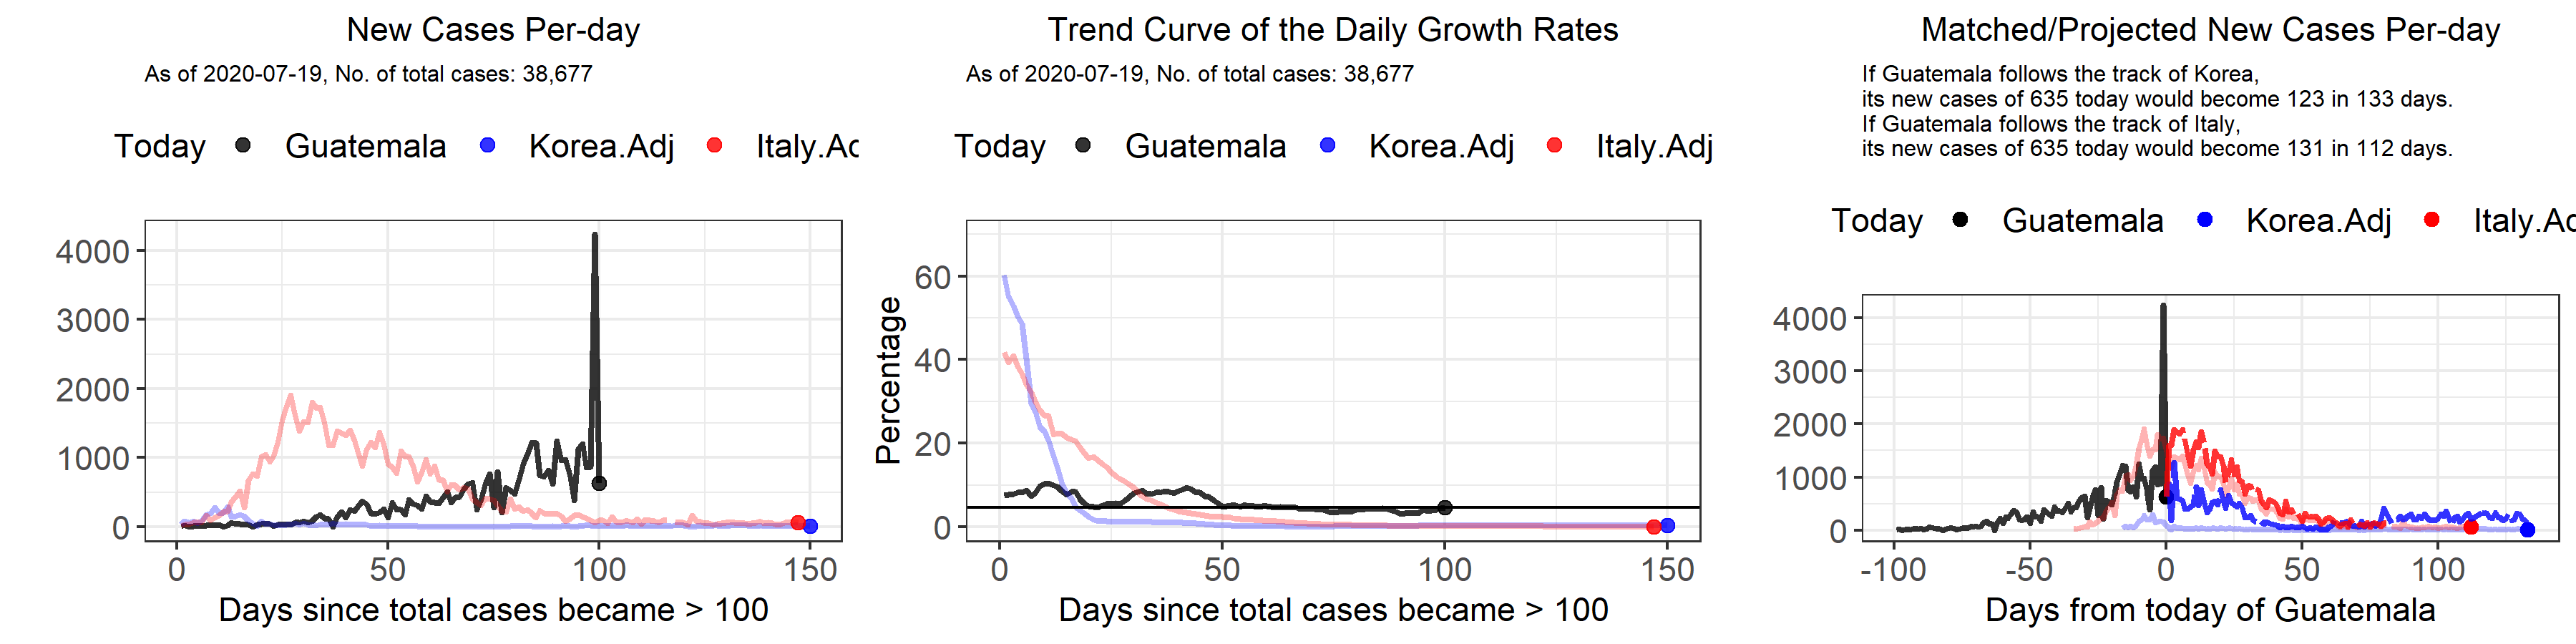 New Cases Per-day
As of 2020-07-19, No. of total cases: 38,677
Today Guatemala Korea.Adj Italy.Ac
4000
3000
2000
1000
0
0 50 100 150
Days since total cases became > 100
Trend Curve of the Daily Growth Rates
As of 2020-07-19, No. of total cases: 38,677
Today Guatemala Korea.Adj Italy.Adj
Percentage
60
40
20
0
0 50 100 150
Days since total cases became > 100
Matched/Projected New Cases Per-day
If Guatemala follows the track of Korea,
its new cases of 635 today would become 123 in 133 days.
If Guatemala follows the track of Italy,
its new cases of 635 today would become 131 in 112 days.
Today Guatemala Korea.Adj Italy.Ad
4000
3000
2000
1000
0
-100 -50 0 50 100
Days from today of Guatemala